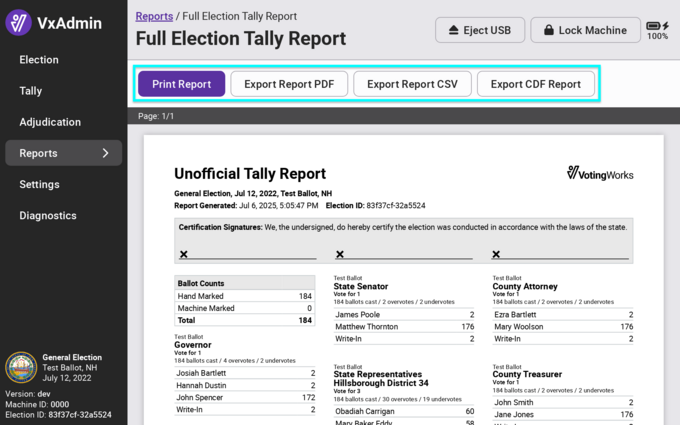 VxAdmin
Election
Tally
Adjudication
Reports
Settings
Diagnostics
General Election
Test Ballot, NH
July 12, 2022
Version: dev
Machine ID: 0000
Election ID: 83f37cf-32a5524
Reports / Full Election Tally Report
Full Election Tally Report
Eject USB
Lock Machine
100%
Print Report
Export Report PDF
Export Report CSV
Export CDF Report
Page: 1/1
Unofficial Tally Report
VotingWorks
General Election, Jul 12, 2022, Test Ballot, NH
Report Generated: Jul 6, 2025, 5:05:47 PM Election ID: 83f37cf-32a5524
Certification Signatures: We, the undersigned, do hereby certify the election was conducted in accordance with the laws of the state.
Ballot Counts
Hand Marked 184
Machine Marked 0
Total 184
Test Ballot
Governor
Vote for 1
184 ballots cast / 4 overvotes / 2 undervotes
Josiah Bartlett 2
Hannah Dustin 2
John Spencer 172
Write-In 2
Test Ballot
State Senator
Vote for 1
184 ballots cast / 2 overvotes / 2 undervotes
James Poole 2
Matthew Thornton 176
Write-In 2
Test Ballot
State Representatives
Hillsborough District 34
Vote for 3
184 ballots cast / 30 overvotes / 19 undervotes
Obadiah Carrigan 60
Mary Baker Eddy 58
Test Ballot
County Attorney
Vote for 1
184 ballots cast / 2 overvotes / 2 undervotes
Ezra Bartlett 2
Mary Woolson 176
Write-In 2
Test Ballot
County Treasurer
Vote for 1
184 ballots cast / 2 overvotes / 2 undervotes
John Smith 2
Jane Jones 176
Write-In 2